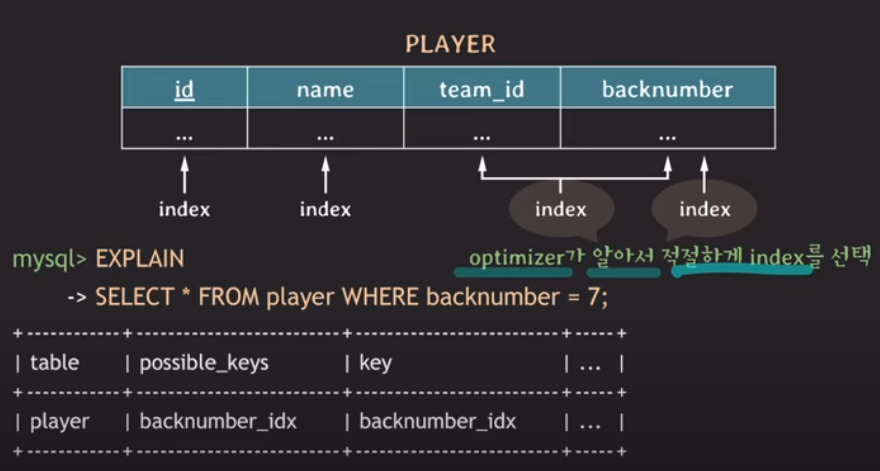 PLAYER
id name team_id backnumber
... ... ... ...
index index index index
mysql> EXPLAIN
optimizer가 알아서 적절하게 index를 선택
-> SELECT * FROM player WHERE backnumber = 7;
+------------+---------------------+---------------------+-----+
| table | possible_keys | key | ... |
+------------+---------------------+---------------------+-----+
| player | backnumber_idx | backnumber_idx | ... |
+------------+---------------------+---------------------+-----+